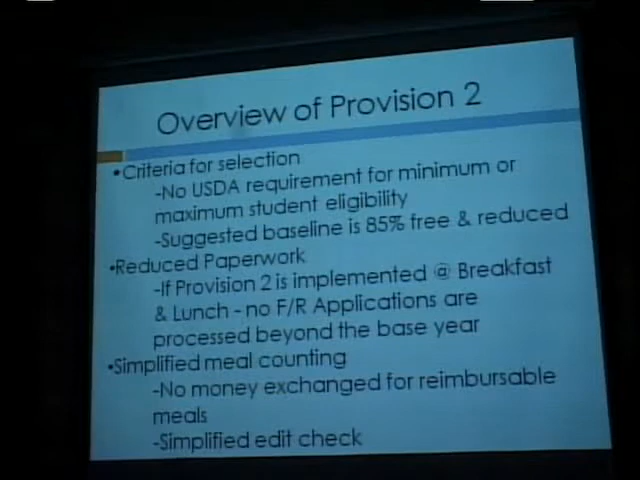 Overview of Provision 2
•Criteria for selection
-No USDA requirement for minimum or
maximum student eligibility
-Suggested baseline is 85% free & reduced
•Reduced Paperwork
-If Provision 2 is implemented @ Breakfast
& Lunch - no F/R Applications are
processed beyond the base year
•Simplified meal counting
-No money exchanged for reimbursable
meals
-Simplified edit check